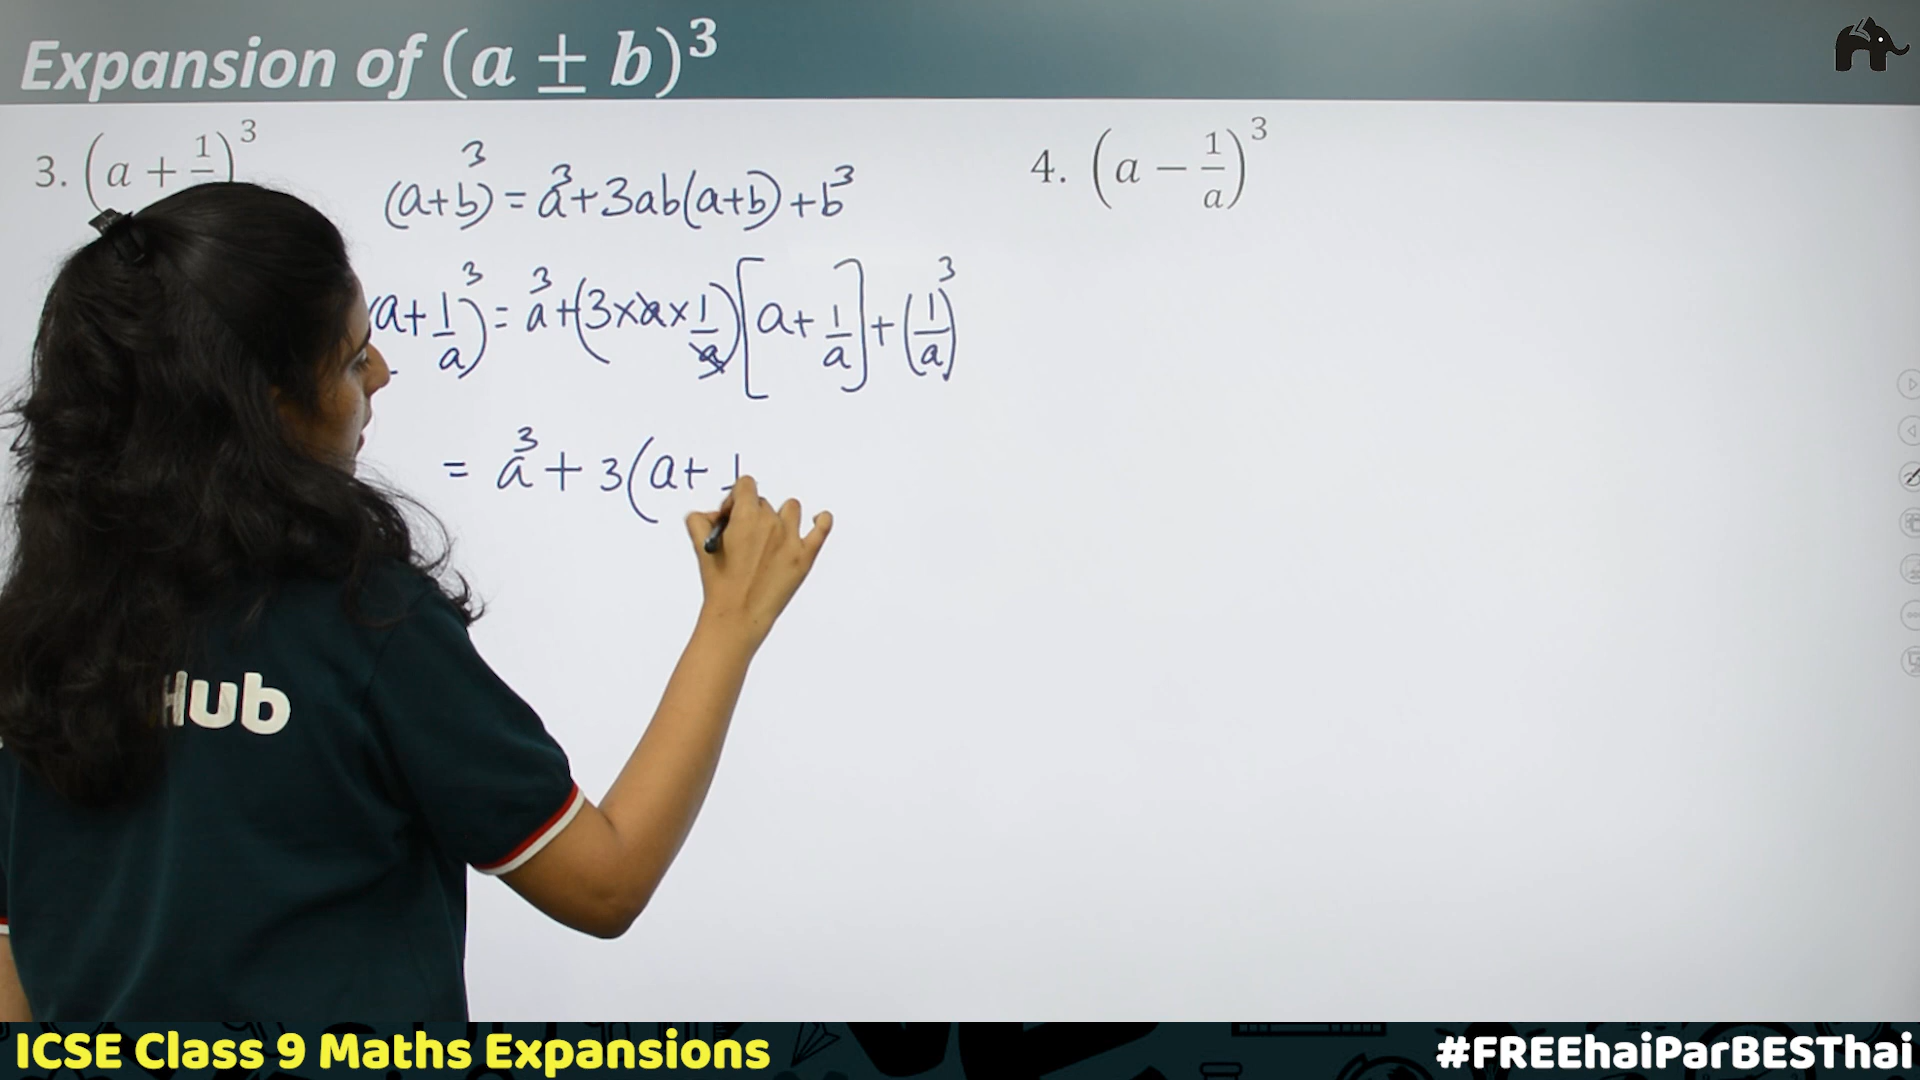 Expansion of (a ± b)³
3. (a + 1
(a+b)³ = a³+3ab(a+b)+b³
a+1/a)³ = a³+(3×a×1/a)[a+1/a]+(1/a)³
= a³ + 3(a+ 1
4. (a − 1/a)³
Hub
ICSE Class 9 Maths Expansions
#FREEhaiParBESThai